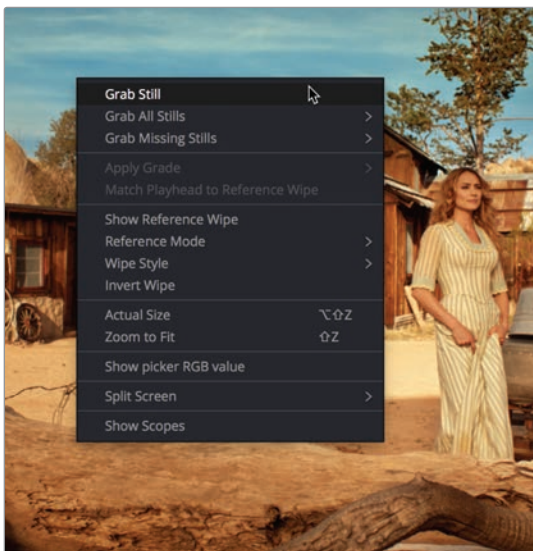 Grab Still
Grab All Stills
Grab Missing Stills
Apply Grade
Match Playhead to Reference Wipe
Show Reference Wipe
Reference Mode
Wipe Style
Invert Wipe
Actual Size ⌥⇧Z
Zoom to Fit ⇧Z
Show picker RGB value
Split Screen
Show Scopes